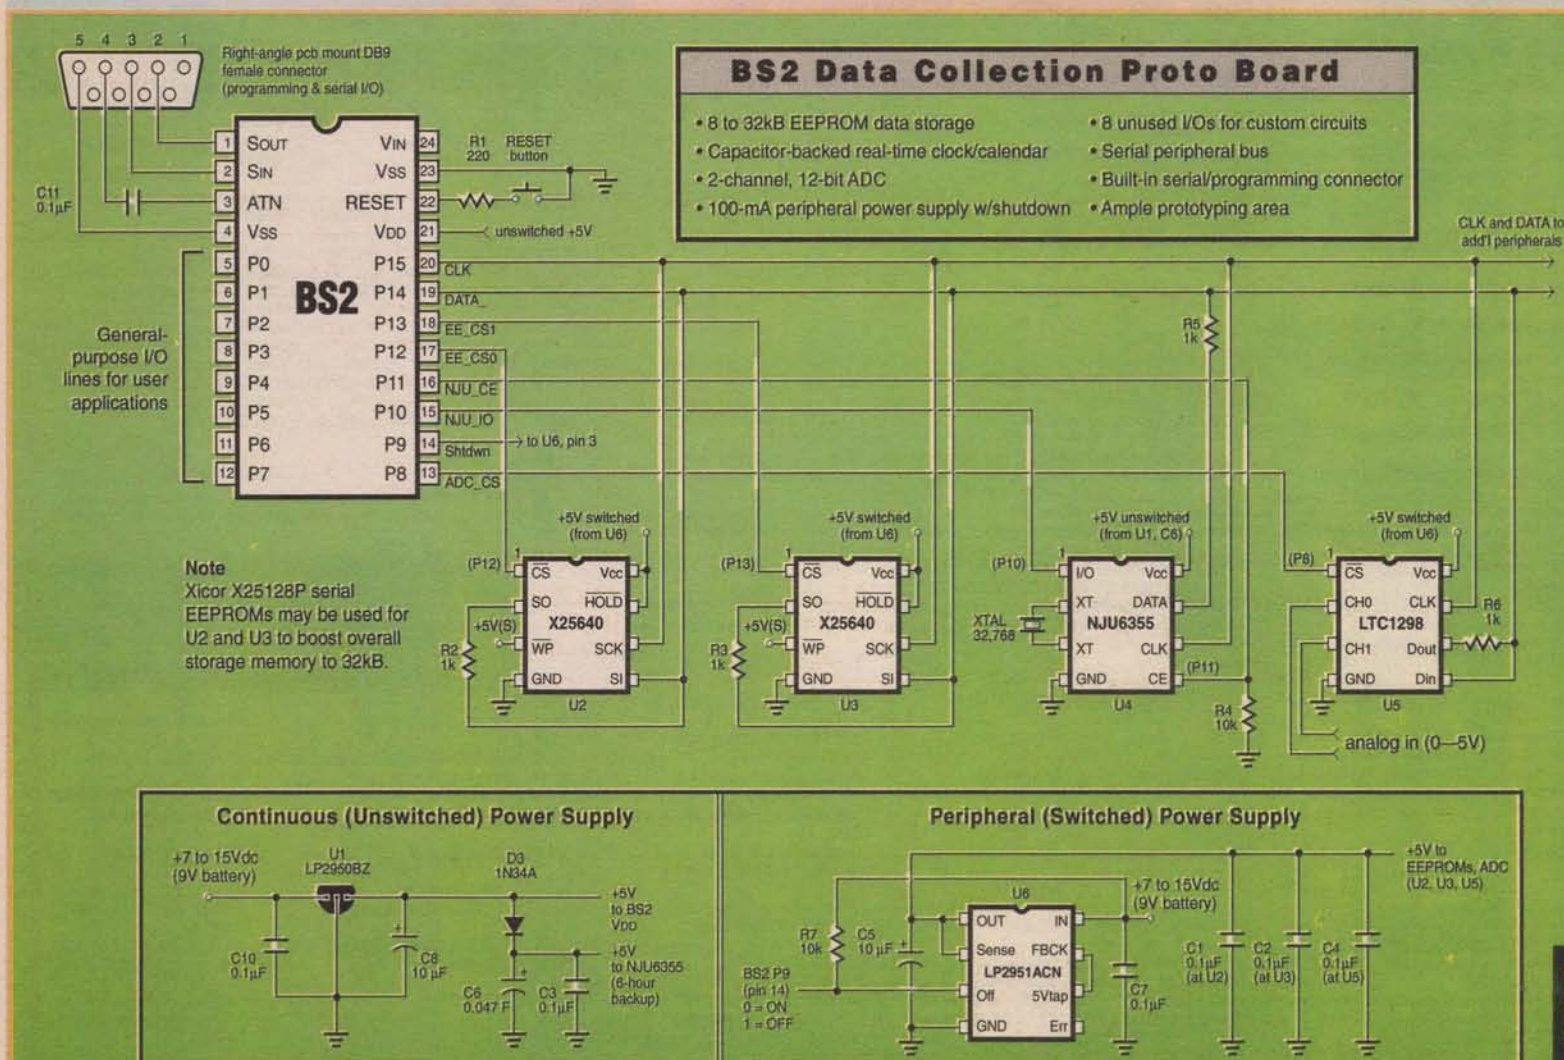 5 4 3 2 1
Right-angle pcb mount DB9
female connector
(programming & serial I/O)
BS2 Data Collection Proto Board
• 8 to 32kB EEPROM data storage
• Capacitor-backed real-time clock/calendar
• 2-channel, 12-bit ADC
• 100-mA peripheral power supply w/shutdown
• 8 unused I/Os for custom circuits
• Serial peripheral bus
• Built-in serial/programming connector
• Ample prototyping area
C11
0.1µF
1 SOUT VIN 24
2 SIN VSS 23
3 ATN RESET 22
4 VSS VDD 21
5 P0 P15 20 CLK
6 P1 P14 19 DATA_
7 P2 P13 18 EE_CS1
8 P3 P12 17 EE_CS0
9 P4 P11 16 NJU_CE
10 P5 P10 15 NJU_IO
11 P6 P9 14 Shtdwn
12 P7 P8 13 ADC_CS
BS2
R1
220
RESET
button
unswitched +5V
to U6, pin 3
CLK and DATA to
add'l peripherals
General-
purpose I/O
lines for user
applications
R5
1k
Note
Xicor X25128P serial
EEPROMs may be used for
U2 and U3 to boost overall
storage memory to 32kB.
+5V switched
(from U6)
(P12)
1
CS Vcc
SO HOLD
X25640
WP SCK
GND SI
+5V(S)
R2
1k
U2
+5V switched
(from U6)
(P13)
1
CS Vcc
SO HOLD
X25640
WP SCK
GND SI
+5V(S)
R3
1k
U3
+5V unswitched
(from U1, C6)
(P10)
1
I/O Vcc
XT DATA
NJU6355
XT CLK
GND CE
XTAL
32,768
(P11)
U4
R4
10k
+5V switched
(from U6)
(P8)
1
CS Vcc
CH0 CLK
LTC1298
CH1 Dout
GND Din
R6
1k
U5
analog in (0—5V)
Continuous (Unswitched) Power Supply
+7 to 15Vdc
(9V battery)
U1
LP2950BZ
D3
1N34A
+5V
to BS2
VDD
+5V
to NJU6355
(6-hour
backup)
C10
0.1µF
C8
10 µF
+
C6
0.047 F
+
C3
0.1µF
Peripheral (Switched) Power Supply
+5V to
EEPROMs, ADC
(U2, U3, U5)
+7 to 15Vdc
(9V battery)
U6
OUT IN
Sense FBCK
LP2951ACN
Off 5Vtap
GND Err
R7
10k
C5
10 µF
+
BS2 P9
(pin 14)
0 = ON
1 = OFF
C7
0.1µF
C1
0.1µF
(at U2)
C2
0.1µF
(at U3)
C4
0.1µF
(at U5)